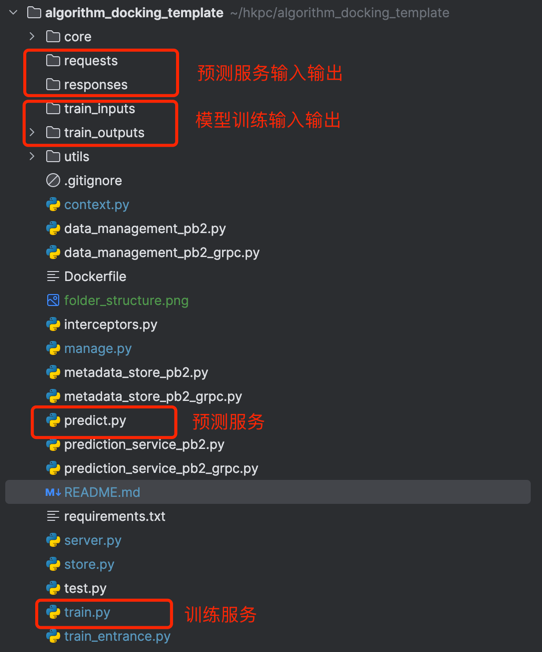 algorithm_docking_template ~/hkpc/algorithm_docking_template
core
requests
responses
预测服务输入输出
train_inputs
train_outputs
模型训练输入输出
utils
.gitignore
context.py
data_management_pb2.py
data_management_pb2_grpc.py
Dockerfile
folder_structure.png
interceptors.py
manage.py
metadata_store_pb2.py
metadata_store_pb2_grpc.py
predict.py 预测服务
prediction_service_pb2.py
prediction_service_pb2_grpc.py
M↓ README.md
requirements.txt
server.py
store.py
test.py
train.py 训练服务
train_entrance.py